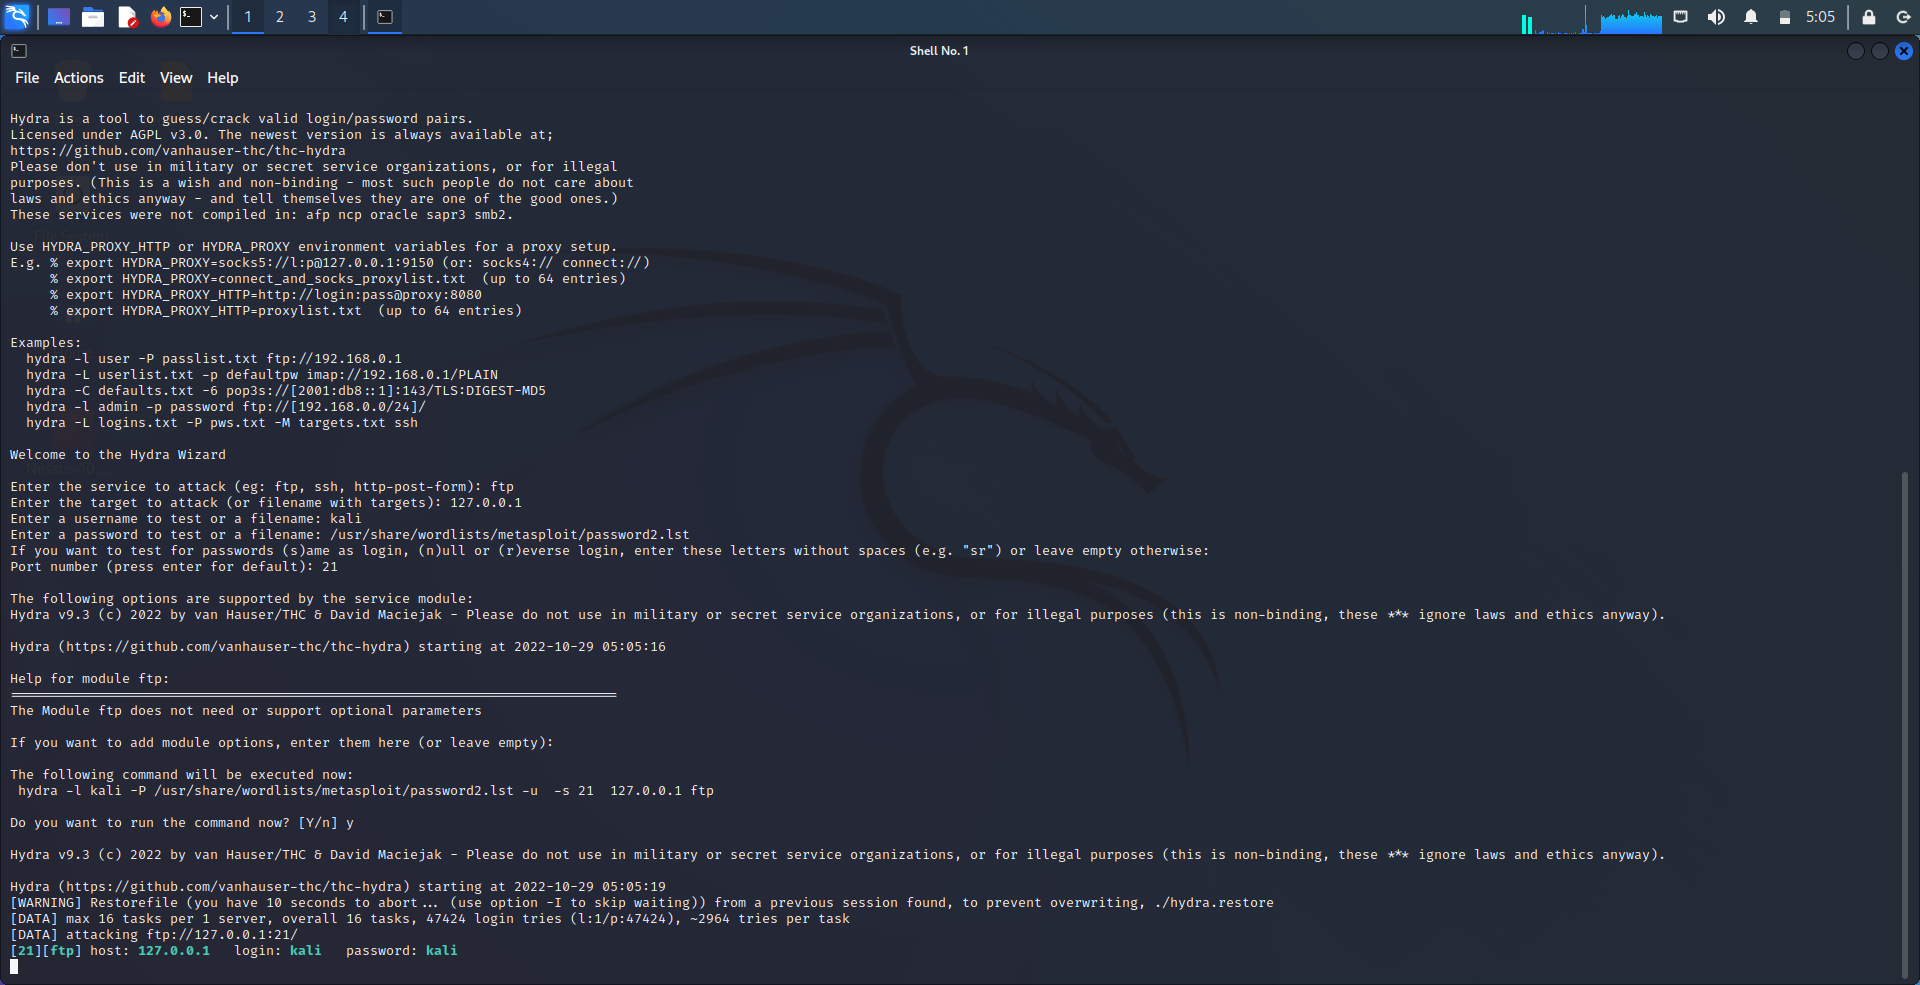 1 2 3 4
5:05
Shell No. 1
File Actions Edit View Help
Hydra is a tool to guess/crack valid login/password pairs.
Licensed under AGPL v3.0. The newest version is always available at;
https://github.com/vanhauser-thc/thc-hydra
Please don't use in military or secret service organizations, or for illegal
purposes. (This is a wish and non-binding - most such people do not care about
laws and ethics anyway - and tell themselves they are one of the good ones.)
These services were not compiled in: afp ncp oracle sapr3 smb2.
Use HYDRA_PROXY_HTTP or HYDRA_PROXY environment variables for a proxy setup.
E.g. % export HYDRA_PROXY=socks5://l:p@127.0.0.1:9150 (or: socks4:// connect://)
% export HYDRA_PROXY=connect_and_socks_proxylist.txt  (up to 64 entries)
% export HYDRA_PROXY_HTTP=http://login:pass@proxy:8080
% export HYDRA_PROXY_HTTP=proxylist.txt  (up to 64 entries)
Examples:
hydra -l user -P passlist.txt ftp://192.168.0.1
hydra -L userlist.txt -p defaultpw imap://192.168.0.1/PLAIN
hydra -C defaults.txt -6 pop3s://[2001:db8::1]:143/TLS:DIGEST-MD5
hydra -l admin -p password ftp://[192.168.0.0/24]/
hydra -L logins.txt -P pws.txt -M targets.txt ssh
Welcome to the Hydra Wizard
Enter the service to attack (eg: ftp, ssh, http-post-form): ftp
Enter the target to attack (or filename with targets): 127.0.0.1
Enter a username to test or a filename: kali
Enter a password to test or a filename: /usr/share/wordlists/metasploit/password2.lst
If you want to test for passwords (s)ame as login, (n)ull or (r)everse login, enter these letters without spaces (e.g. "sr") or leave empty otherwise:
Port number (press enter for default): 21
The following options are supported by the service module:
Hydra v9.3 (c) 2022 by van Hauser/THC & David Maciejak - Please do not use in military or secret service organizations, or for illegal purposes (this is non-binding, these *** ignore laws and ethics anyway).
Hydra (https://github.com/vanhauser-thc/thc-hydra) starting at 2022-10-29 05:05:16
Help for module ftp:
============================================================================
The Module ftp does not need or support optional parameters
If you want to add module options, enter them here (or leave empty):
The following command will be executed now:
hydra -l kali -P /usr/share/wordlists/metasploit/password2.lst -u  -s 21  127.0.0.1 ftp
Do you want to run the command now? [Y/n] y
Hydra v9.3 (c) 2022 by van Hauser/THC & David Maciejak - Please do not use in military or secret service organizations, or for illegal purposes (this is non-binding, these *** ignore laws and ethics anyway).
Hydra (https://github.com/vanhauser-thc/thc-hydra) starting at 2022-10-29 05:05:19
[WARNING] Restorefile (you have 10 seconds to abort... (use option -I to skip waiting)) from a previous session found, to prevent overwriting, ./hydra.restore
[DATA] max 16 tasks per 1 server, overall 16 tasks, 47424 login tries (l:1/p:47424), ~2964 tries per task
[DATA] attacking ftp://127.0.0.1:21/
[21][ftp] host: 127.0.0.1   login: kali   password: kali